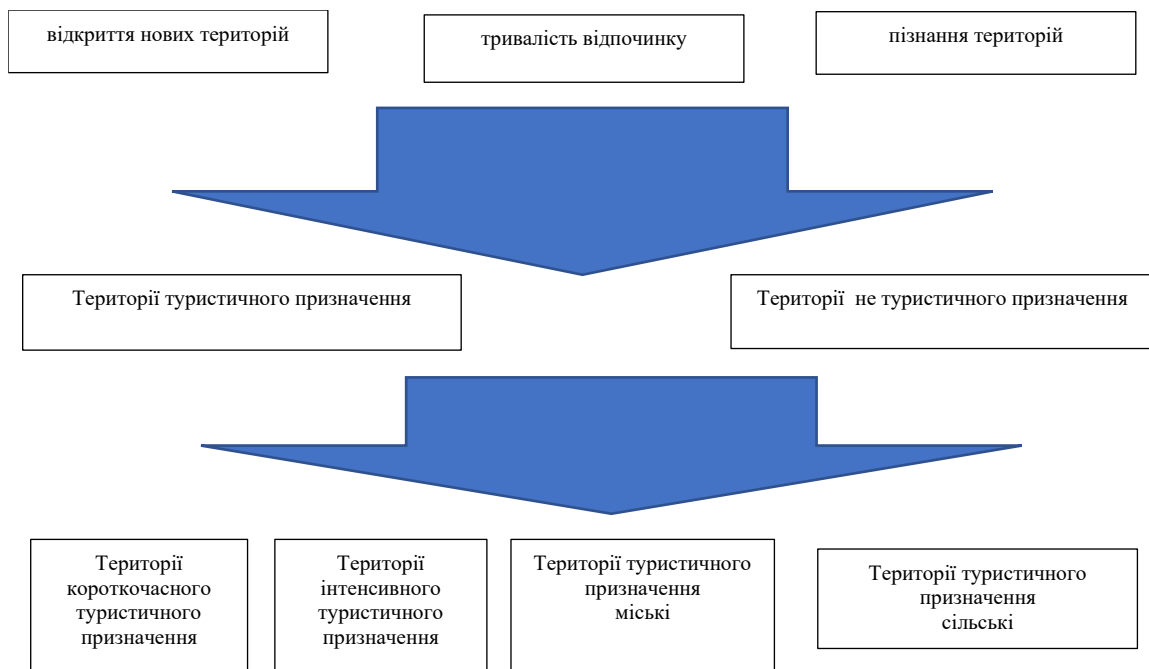 відкриття нових територій
тривалість відпочинку
пізнання територій
Території туристичного призначення
Території не туристичного призначення
Території
короткочасного
туристичного
призначення
Території
інтенсивного
туристичного
призначення
Території туристичного
призначення
міські
Території туристичного
призначення
сільські